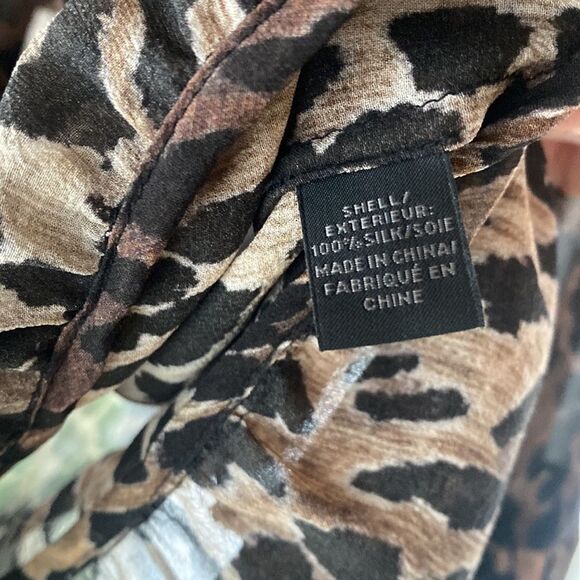 SHELL/
EXTERIEUR:
100% SILK/SOIE
MADE IN CHINA/
FABRIQUÉ EN
CHINE